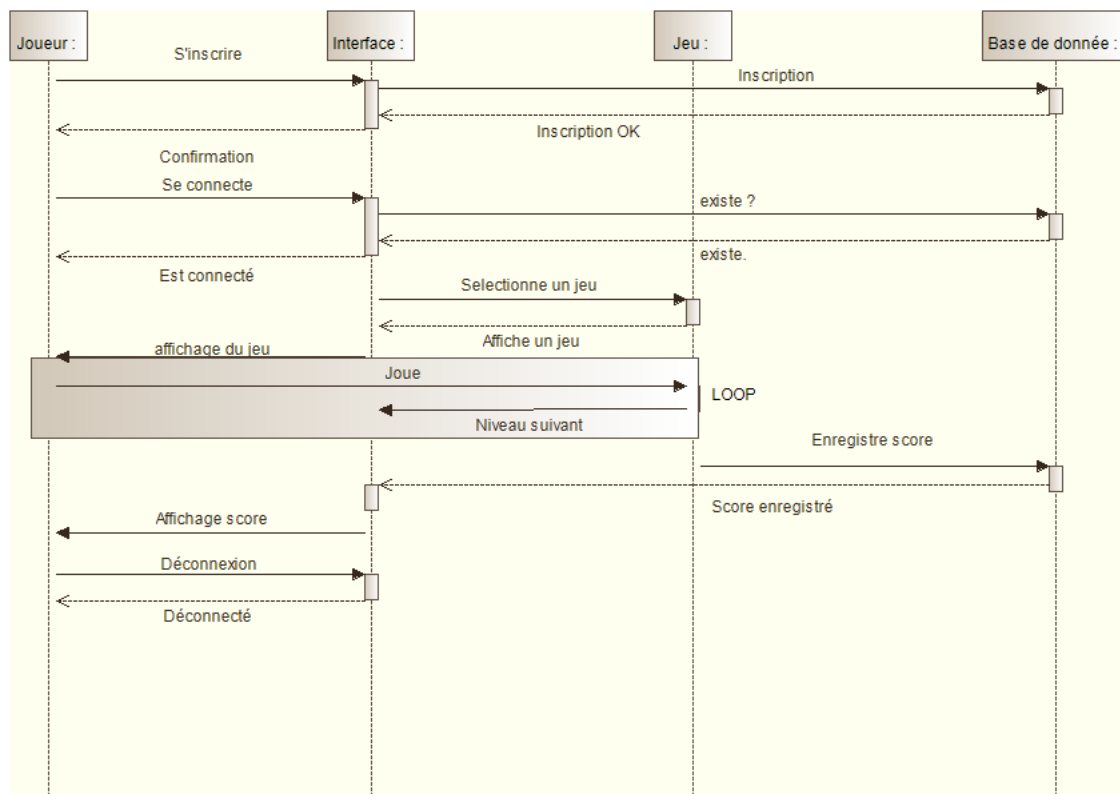 Joueur :
Interface :
Jeu :
Base de donnée :
S'inscrire
Inscription
Inscription OK
Confirmation
Se connecte
existe ?
existe.
Est connecté
Selectionne un jeu
Affiche un jeu
affichage du jeu
Joue
LOOP
Niveau suivant
Enregistre score
Score enregistré
Affichage score
Déconnexion
Déconnecté